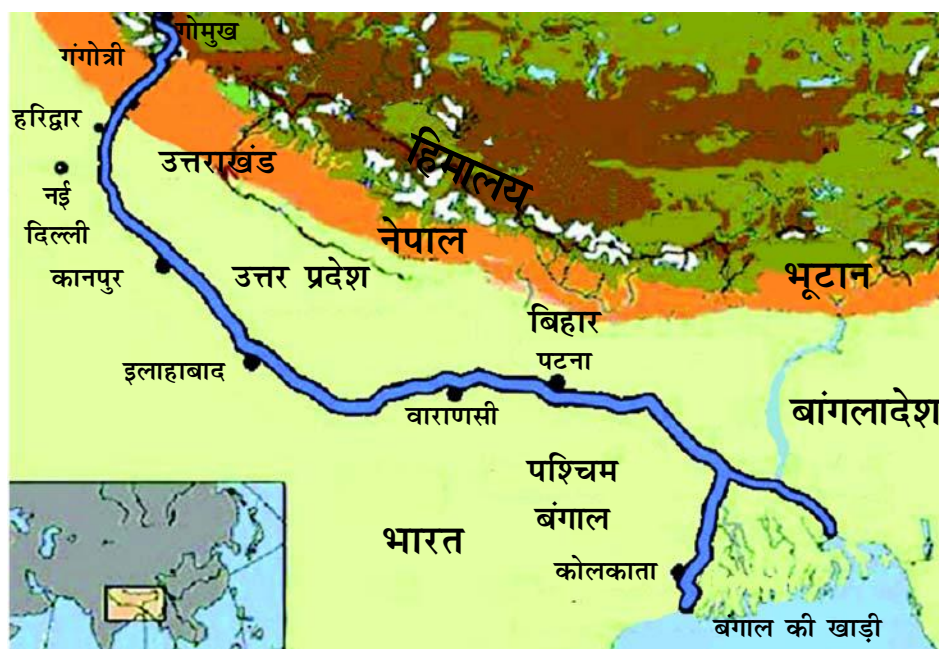 गोमुख
गंगोत्री
हरिद्वार
उत्तराखंड
हिमालय
नई
दिल्ली
नेपाल
कानपुर
उत्तर प्रदेश
भूटान
बिहार
पटना
इलाहाबाद
वाराणसी
बांगलादेश
पश्चिम
बंगाल
भारत
कोलकाता
बंगाल की खाड़ी